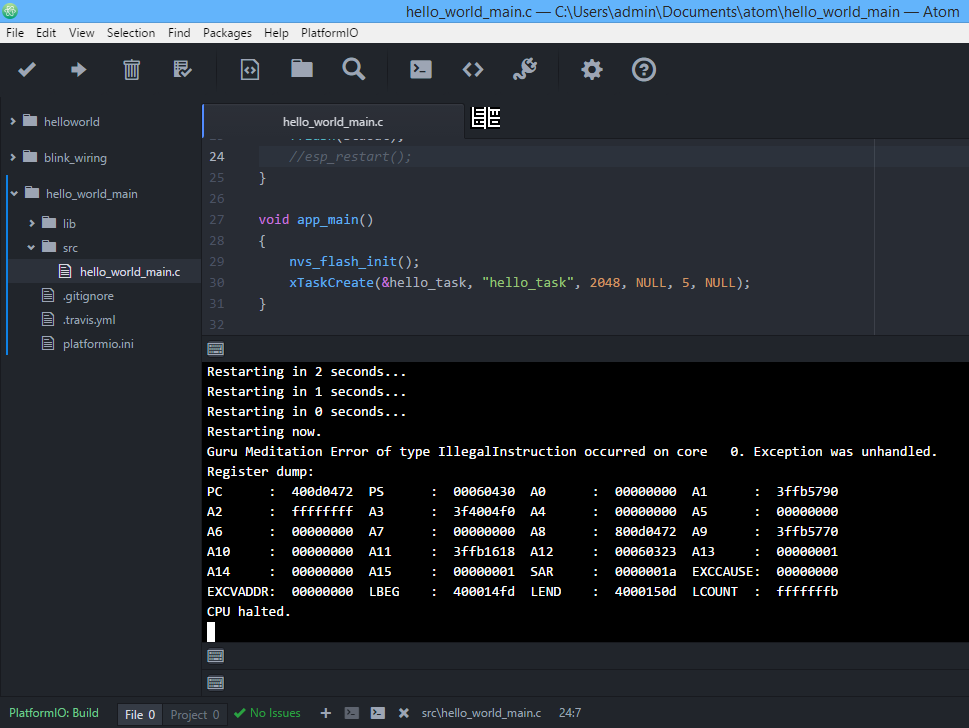 hello_world_main.c — C:\Users\admin\Documents\atom\hello_world_main — Atom
File Edit View Selection Find Packages Help PlatformIO
helloworld
blink_wiring
hello_world_main
lib
src
hello_world_main.c
.gitignore
.travis.yml
platformio.ini
hello_world_main.c
24 //esp_restart();
25 }
26
27 void app_main()
28 {
29 nvs_flash_init();
30 xTaskCreate(&hello_task, "hello_task", 2048, NULL, 5, NULL);
31 }
32
Restarting in 2 seconds...
Restarting in 1 seconds...
Restarting in 0 seconds...
Restarting now.
Guru Meditation Error of type IllegalInstruction occurred on core 0. Exception was unhandled.
Register dump:
PC : 400d0472 PS : 00060430 A0 : 00000000 A1 : 3ffb5790
A2 : ffffffff A3 : 3f4004f0 A4 : 00000000 A5 : 00000000
A6 : 00000000 A7 : 00000000 A8 : 800d0472 A9 : 3ffb5770
A10 : 00000000 A11 : 3ffb1618 A12 : 00060323 A13 : 00000001
A14 : 00000000 A15 : 00000001 SAR : 0000001a EXCCAUSE: 00000000
EXCVADDR: 00000000 LBEG : 400014fd LEND : 4000150d LCOUNT : fffffffb
CPU halted.
PlatformIO: Build File 0 Project 0 No Issues src\hello_world_main.c 24:7